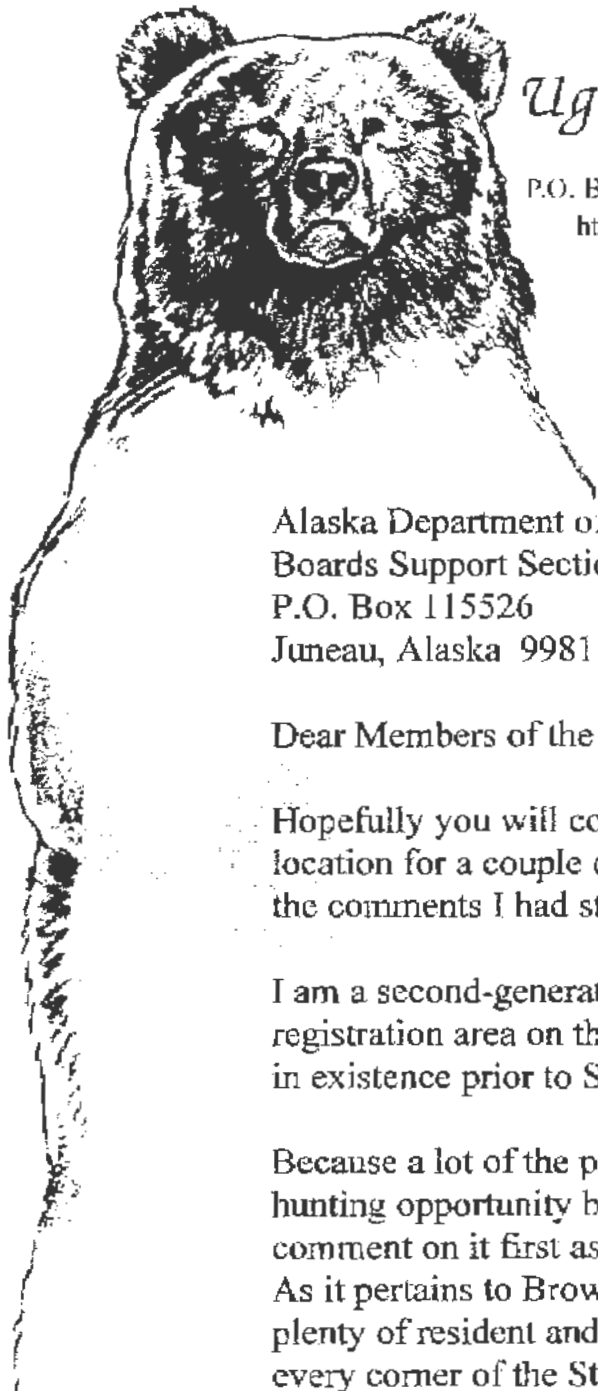 Ug
P.O. B
ht
Alaska Department o
Boards Support Sectio
P.O. Box 115526
Juneau, Alaska 9981
Dear Members of the
Hopefully you will co
location for a couple o
the comments I had st
I am a second-generat
registration area on th
in existence prior to S
Because a lot of the p
hunting opportunity b
comment on it first as
As it pertains to Brow
plenty of resident and
every corner of the St